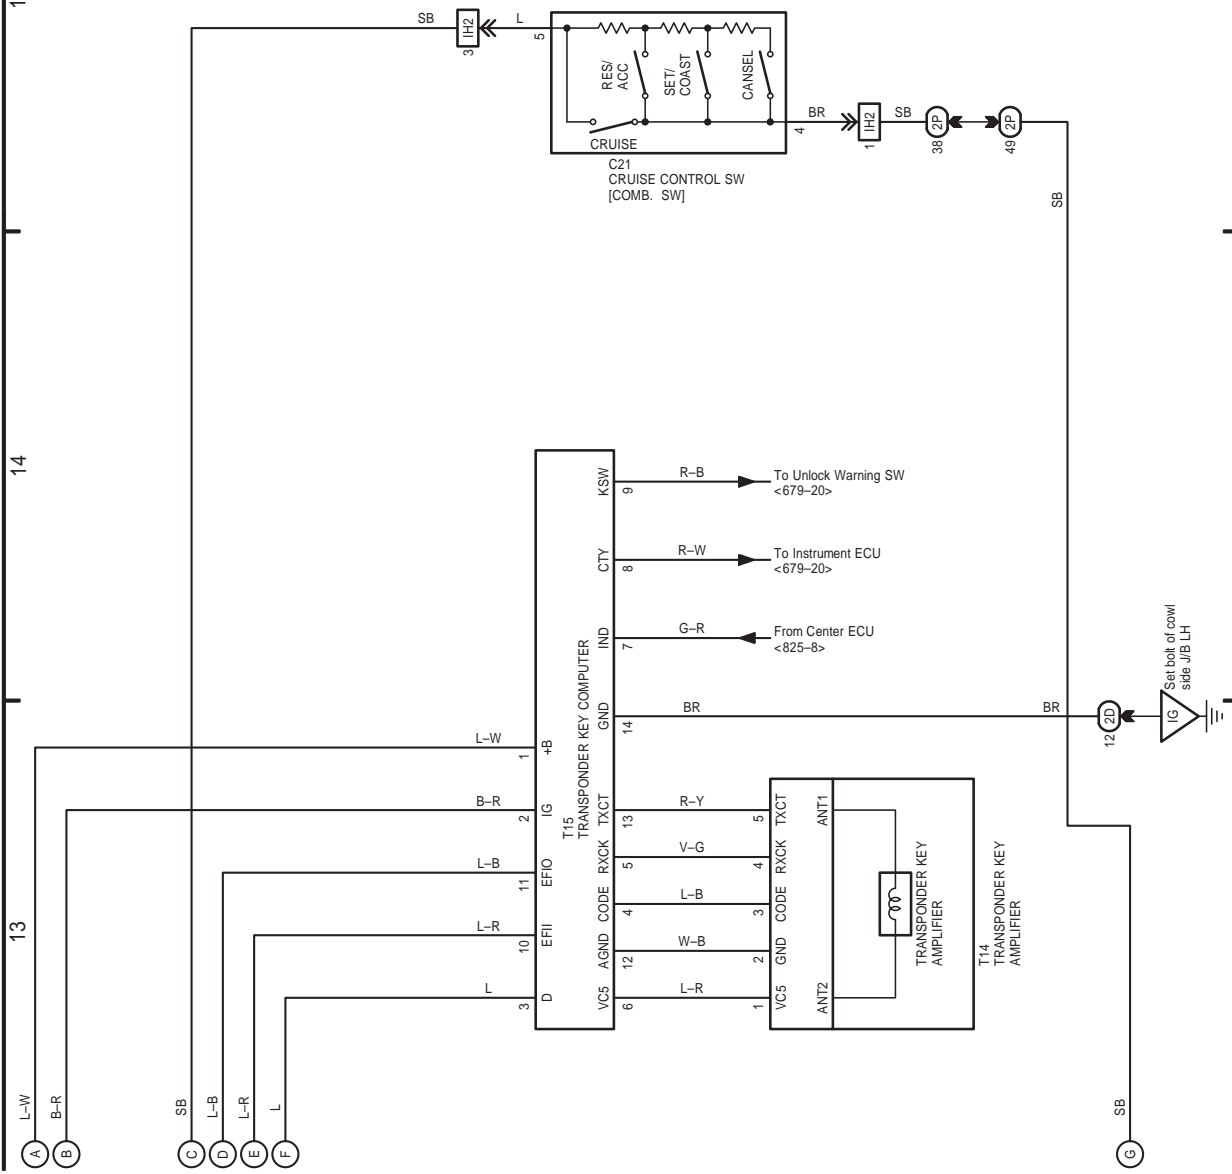 1
SB
IH2
3
L
5
RES/
ACC
SET/
COAST
CANSEL
CRUISE
4
BR
1
IH2
SB
38
2P
49
2P
C21
CRUISE CONTROL SW
[COMB. SW]
SB
14
KSW
9
R–B
To Unlock Warning SW
<679–20>
CTY
8
R–W
To Instrument ECU
<679–20>
IND
7
G–R
From Center ECU
<825–8>
T15
TRANSPONDER KEY COMPUTER
GND
14
BR
BR
12
2D
IG
Set bolt of cowl
side J/B LH
L–W
1
+B
B–R
2
IG
L–B
11
EFIO
L–R
10
EFII
L
3
D
TXCT
13
R–Y
5
TXCT
RXCK
5
V–G
4
RXCK
CODE
4
L–B
3
CODE
AGND
12
W–B
2
GND
VC5
6
L–R
1
VC5
ANT1
ANT2
TRANSPONDER KEY
AMPLIFIER
T14
TRANSPONDER KEY
AMPLIFIER
13
L–W
A
B–R
B
SB
C
L–B
D
L–R
E
L
F
SB
G